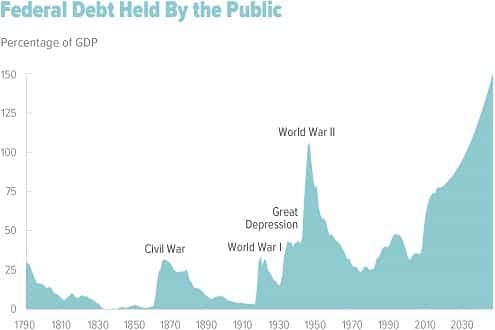 Federal Debt Held By the Public
Percentage of GDP
150
125
100
75
50
25
0
World War II
Great
Depression
Civil War
World War I
1790 1810 1830 1850 1870 1890 1910 1930 1950 1970 1990 2010 2030